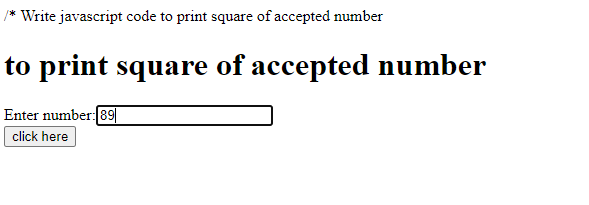 /* Write javascript code to print square of accepted number
to print square of accepted number
Enter number:89
click here